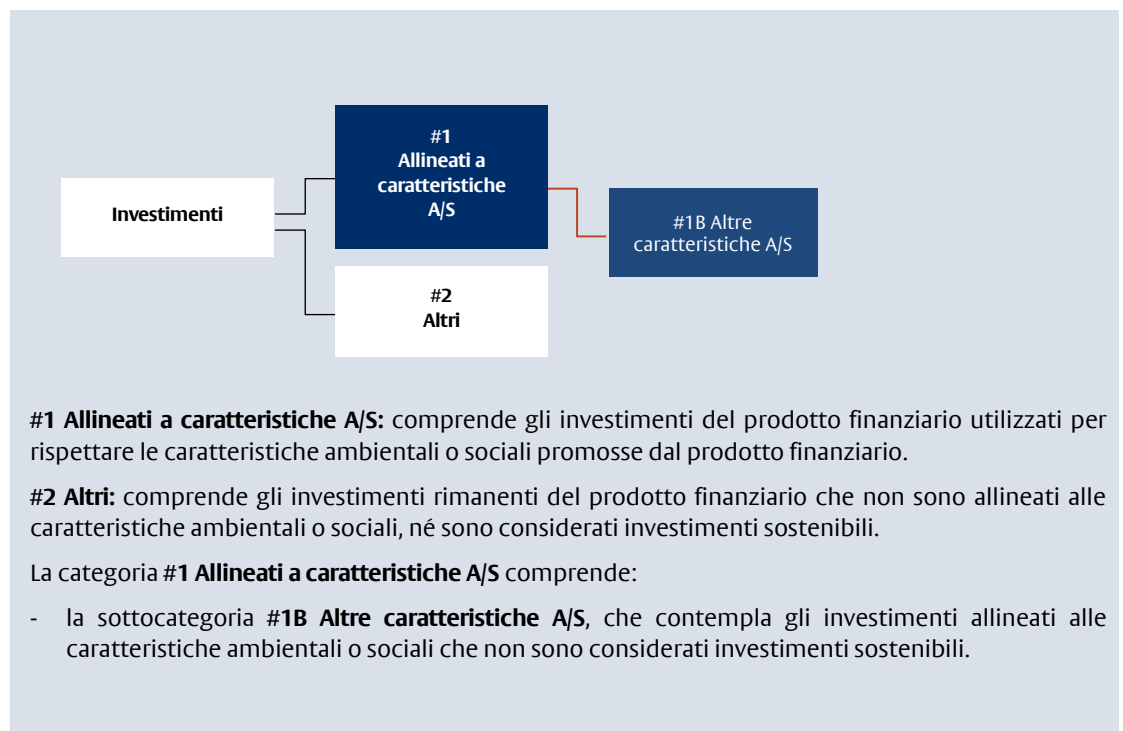 #1
Allineati a
caratteristiche
A/S
Investimenti
#1B Altre
caratteristiche A/S
#2
Altri
#1 Allineati a caratteristiche A/S: comprende gli investimenti del prodotto finanziario utilizzati per
rispettare le caratteristiche ambientali o sociali promosse dal prodotto finanziario.
#2 Altri: comprende gli investimenti rimanenti del prodotto finanziario che non sono allineati alle
caratteristiche ambientali o sociali, né sono considerati investimenti sostenibili.
La categoria #1 Allineati a caratteristiche A/S comprende:
- la sottocategoria #1B Altre caratteristiche A/S, che contempla gli investimenti allineati alle
caratteristiche ambientali o sociali che non sono considerati investimenti sostenibili.